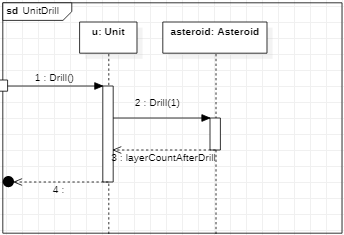 sd UnitDrill
u: Unit
asteroid: Asteroid
1 : Drill()
2 : Drill(1)
3 : layerCountAfterDrill
4 :